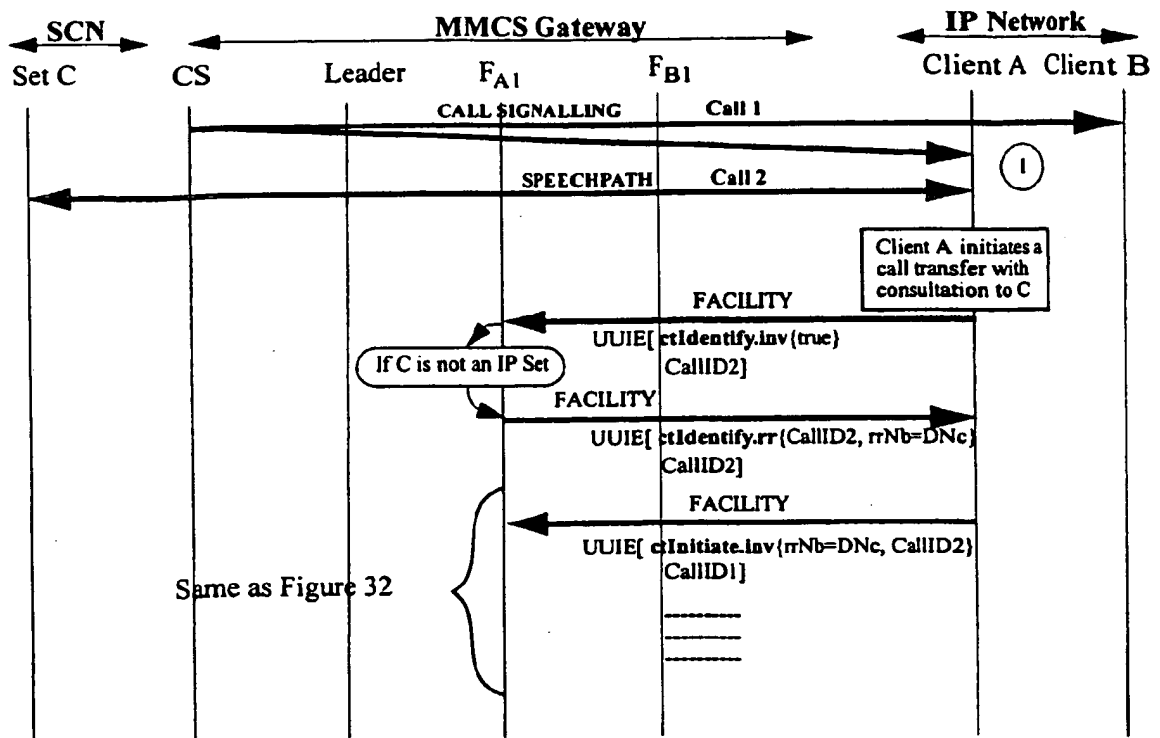 SCN MMCS Gateway IP Network
Set C CS Leader FA1 FB1 Client A Client B
CALL SIGNALLING Call 1
1
SPEECHPATH Call 2
Client A initiates a
call transfer with
consultation to C
FACILITY
UUIE[ ctIdentify.inv{true}
CallID2]
If C is not an IP Set
FACILITY
UUIE[ ctIdentify.rr{CallID2, rrNb=DNc}
CallID2]
FACILITY
UUIE[ ctInitiate.inv{rrNb=DNc, CallID2}
CallID1]
Same as Figure 32